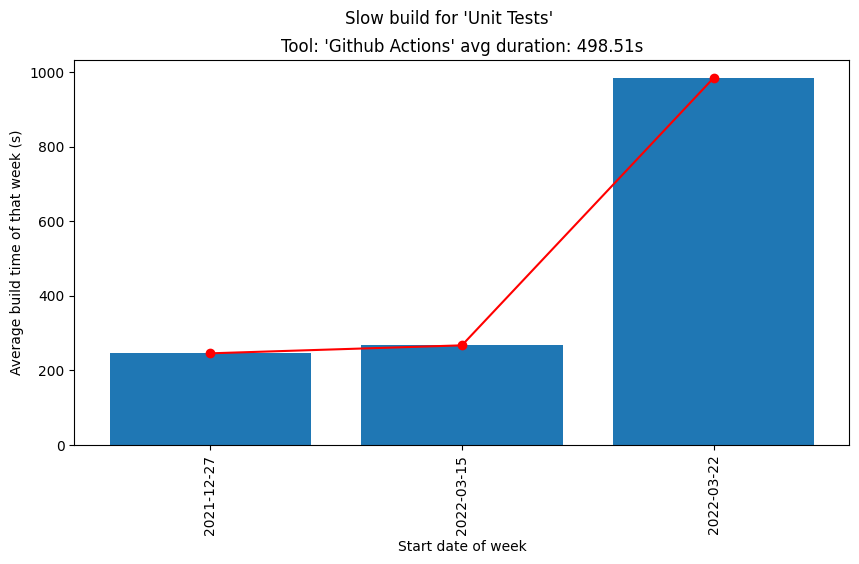 Slow build for 'Unit Tests'
Tool: 'Github Actions' avg duration: 498.51s
Average build time of that week (s)
1000
800
600
400
200
0
2021-12-27
2022-03-15
2022-03-22
Start date of week